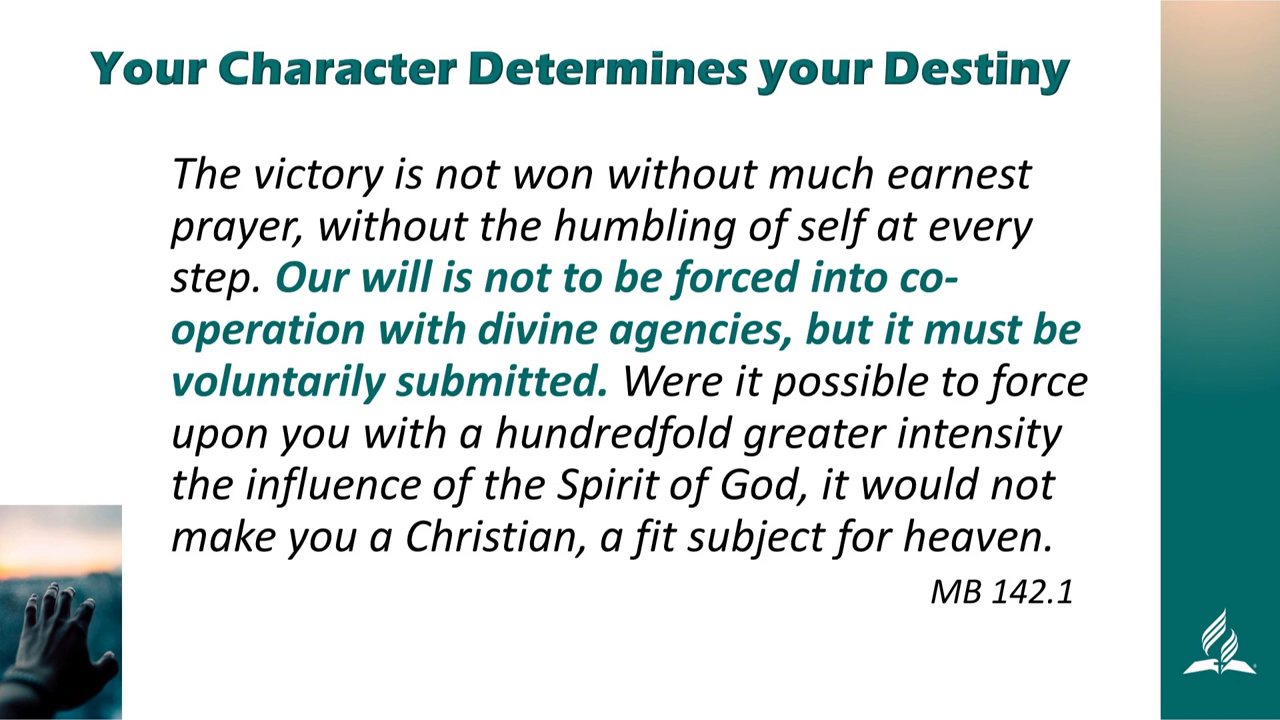 Your Character Determines your Destiny
The victory is not won without much earnest
prayer, without the humbling of self at every
step. Our will is not to be forced into co-
operation with divine agencies, but it must be
voluntarily submitted. Were it possible to force
upon you with a hundredfold greater intensity
the influence of the Spirit of God, it would not
make you a Christian, a fit subject for heaven.
MB 142.1